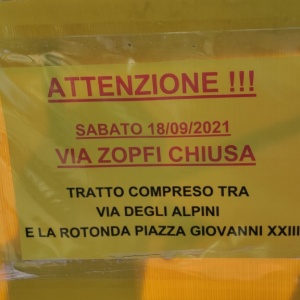 ATTENZIONE !!!
SABATO 18/09/2021
VIA ZOPFI CHIUSA
TRATTO COMPRESO TRA
VIA DEGLI ALPINI
E LA ROTONDA PIAZZA GIOVANNI XXIII